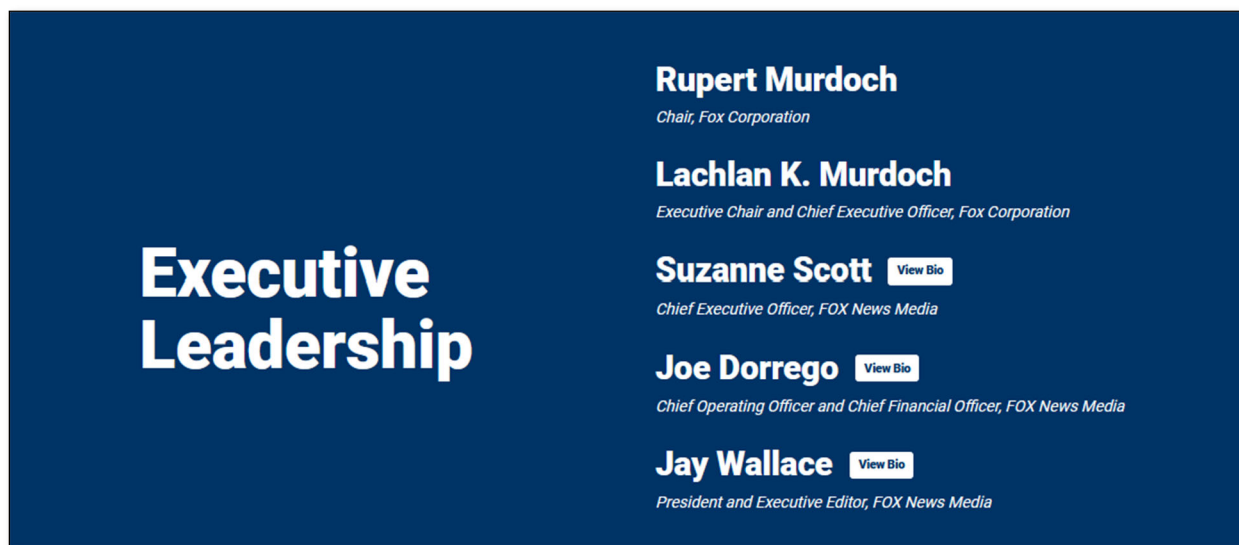 Executive
Leadership
Rupert Murdoch
Chair, Fox Corporation
Lachlan K. Murdoch
Executive Chair and Chief Executive Officer, Fox Corporation
Suzanne Scott View Bio
Chief Executive Officer, FOX News Media
Joe Dorrego View Bio
Chief Operating Officer and Chief Financial Officer, FOX News Media
Jay Wallace View Bio
President and Executive Editor, FOX News Media